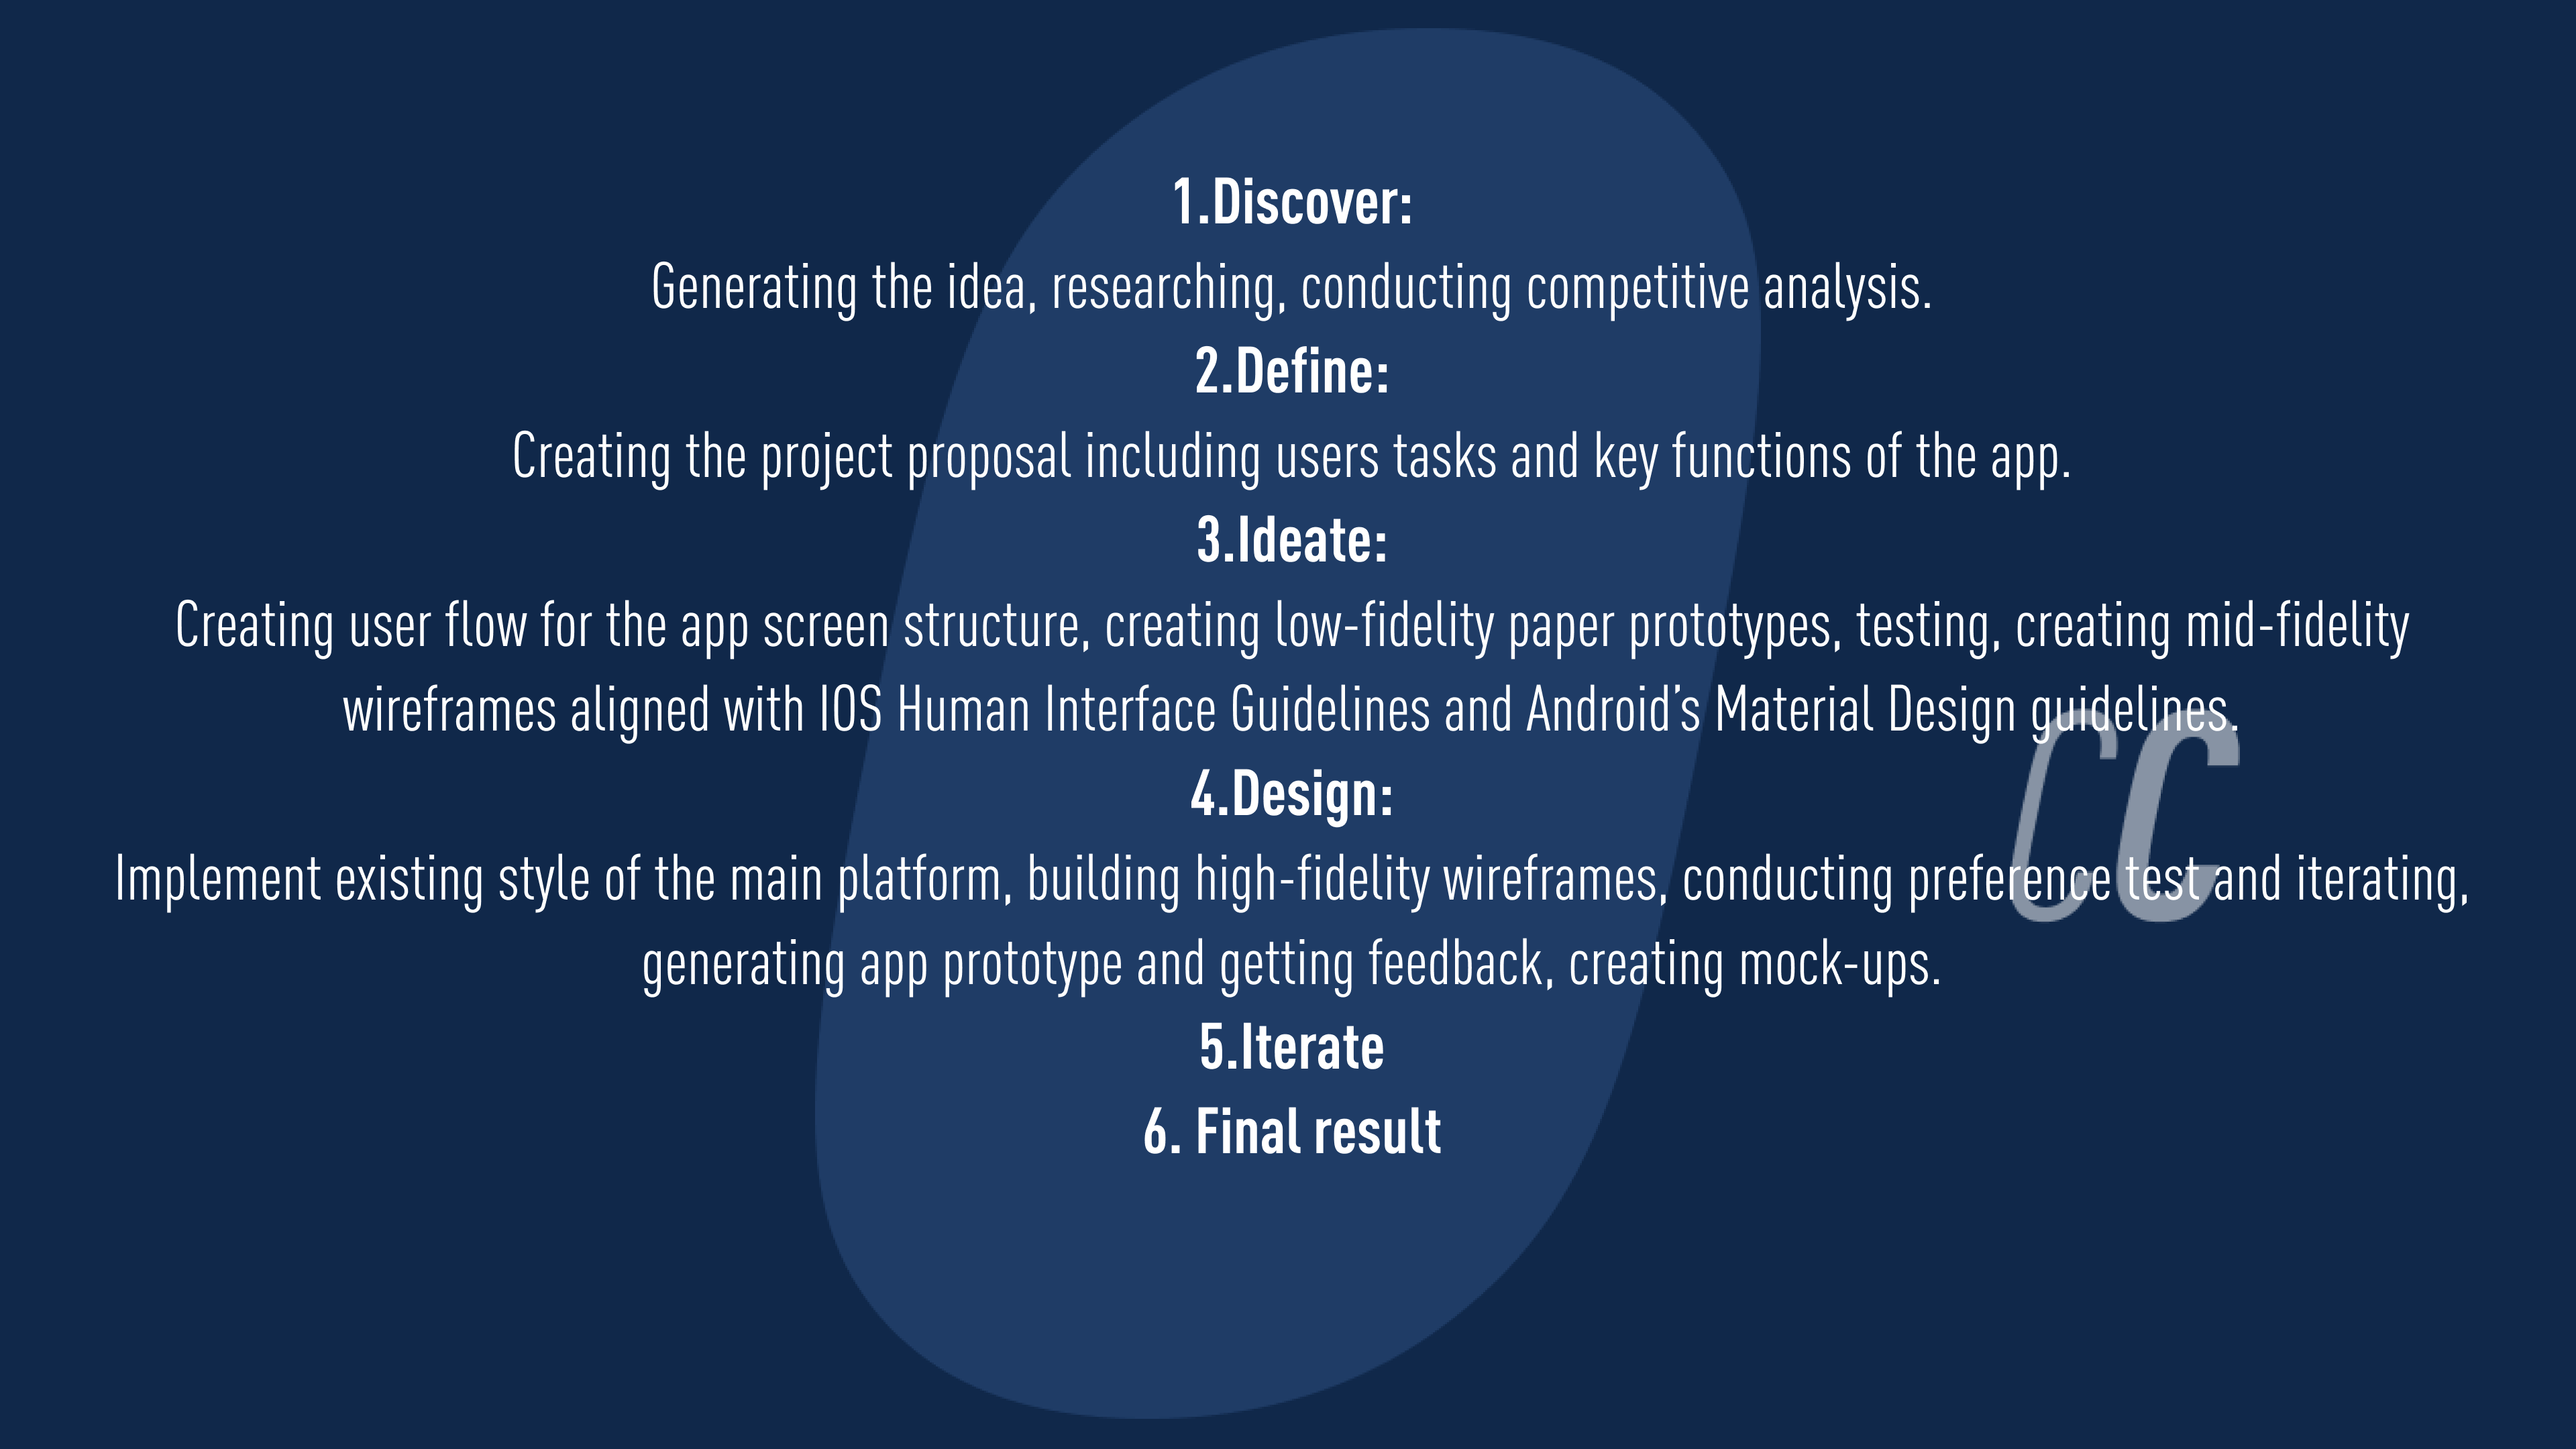 1.Discover:
Generating the idea, researching, conducting competitive analysis.
2.Define:
Creating the project proposal including users tasks and key functions of the app.
3.Ideate:
Creating user flow for the app screen structure, creating low-fidelity paper prototypes, testing, creating mid-fidelity
wireframes aligned with IOS Human Interface Guidelines and Android’s Material Design guidelines.
4.Design:
Implement existing style of the main platform, building high-fidelity wireframes, conducting preference test and iterating,
generating app prototype and getting feedback, creating mock-ups.
5.Iterate
6. Final result
CC